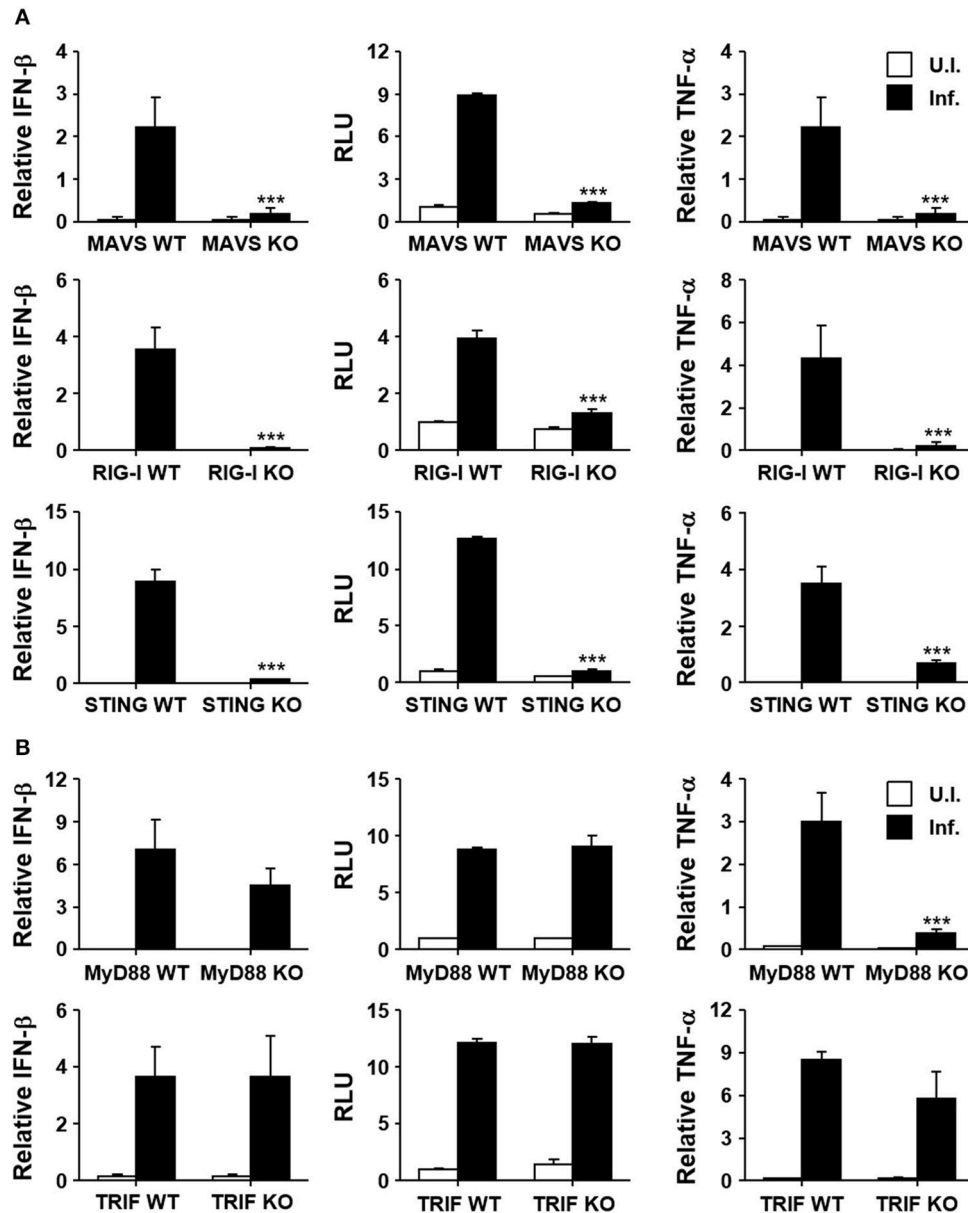 A
Relative IFN-β
4
3
2
1
0
MAVS WT MAVS KO
***
RLU
12
9
6
3
0
MAVS WT MAVS KO
***
Relative TNF-α
4
3
2
1
0
MAVS WT MAVS KO
***
U.I.
Inf.
Relative IFN-β
6
4
2
0
RIG-I WT RIG-I KO
***
RLU
6
4
2
0
RIG-I WT RIG-I KO
***
Relative TNF-α
8
6
4
2
0
RIG-I WT RIG-I KO
***
Relative IFN-β
15
10
5
0
STING WT STING KO
***
RLU
15
10
5
0
STING WT STING KO
***
Relative TNF-α
6
4
2
0
STING WT STING KO
***
B
Relative IFN-β
12
9
6
3
0
MyD88 WT MyD88 KO
RLU
15
10
5
0
MyD88 WT MyD88 KO
Relative TNF-α
4
3
2
1
0
MyD88 WT MyD88 KO
***
U.I.
Inf.
Relative IFN-β
6
4
2
0
TRIF WT TRIF KO
RLU
15
10
5
0
TRIF WT TRIF KO
Relative TNF-α
12
9
6
3
0
TRIF WT TRIF KO